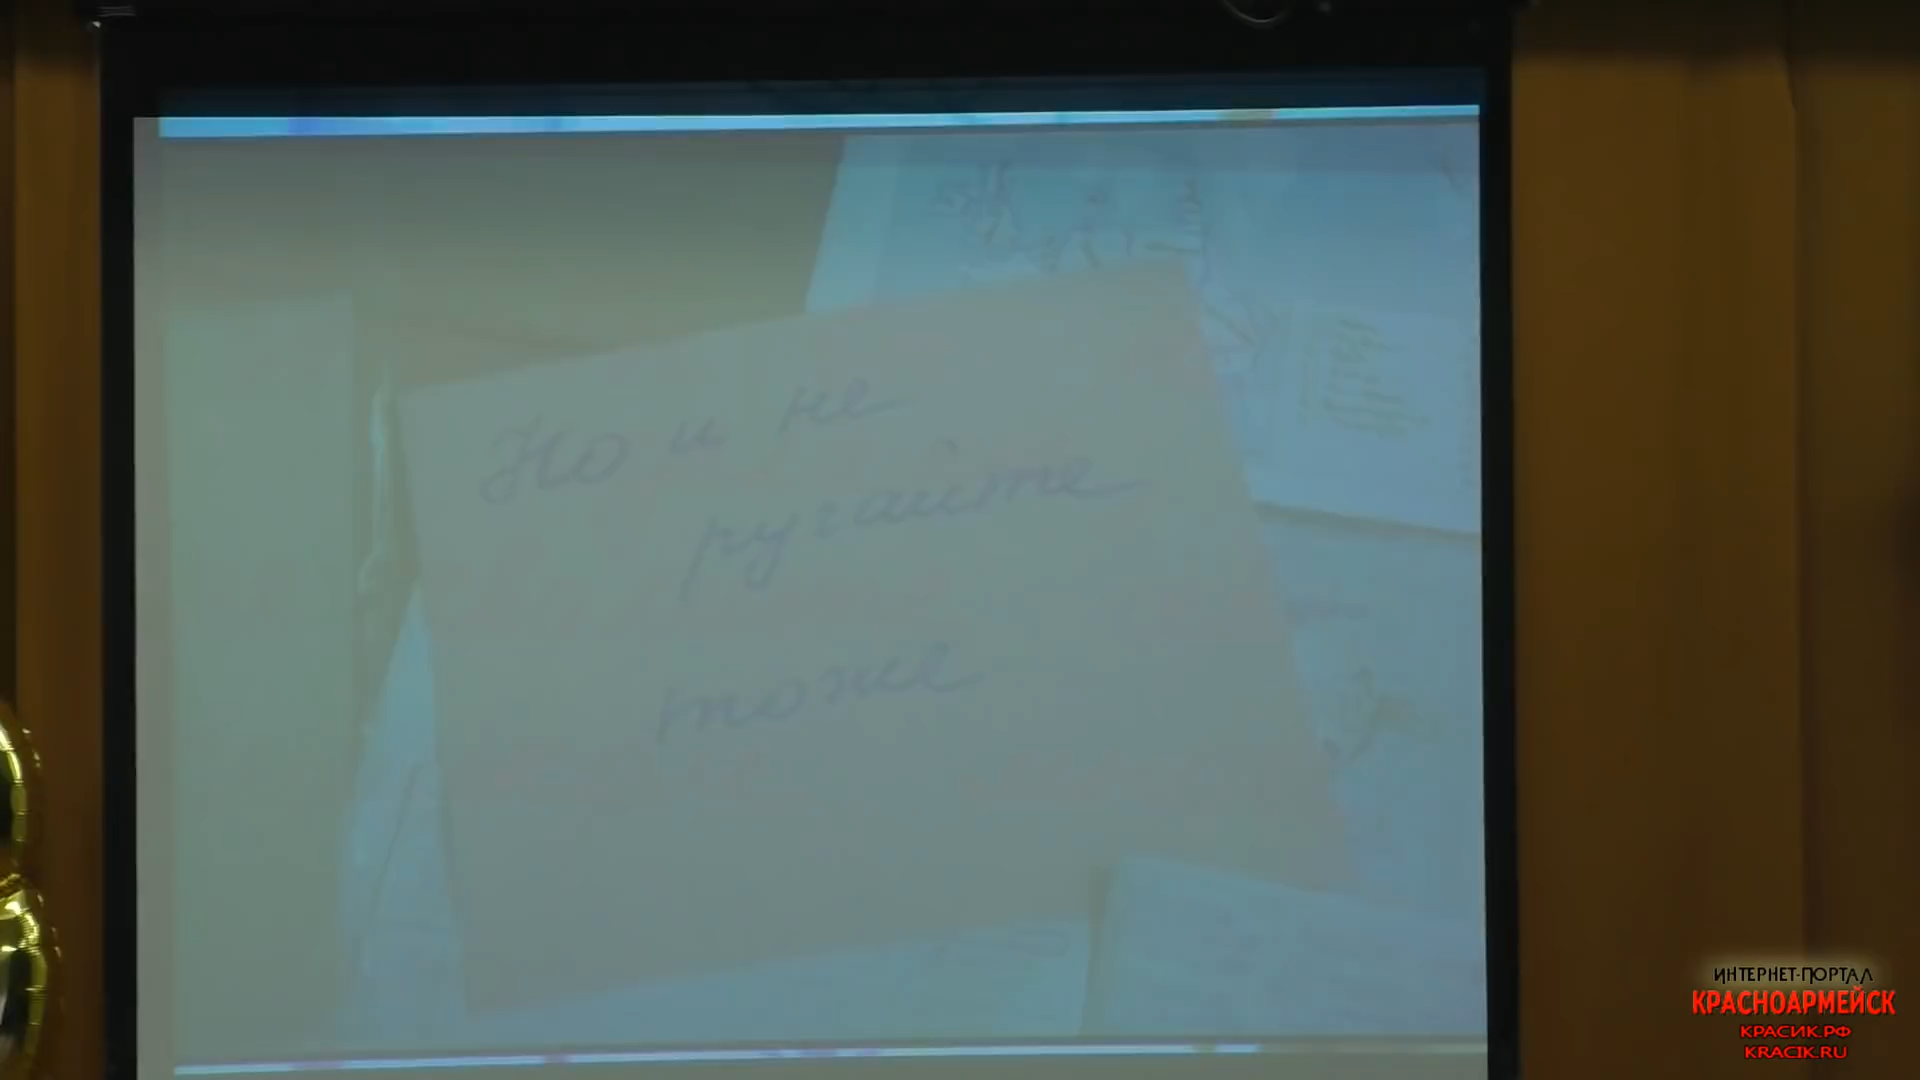 Но и не
ругайте
тоже
ИНТЕРНЕТ-ПОРТАЛ
КРАСНОАРМЕЙСК
КРАСИК.РФ
KRACIK.RU